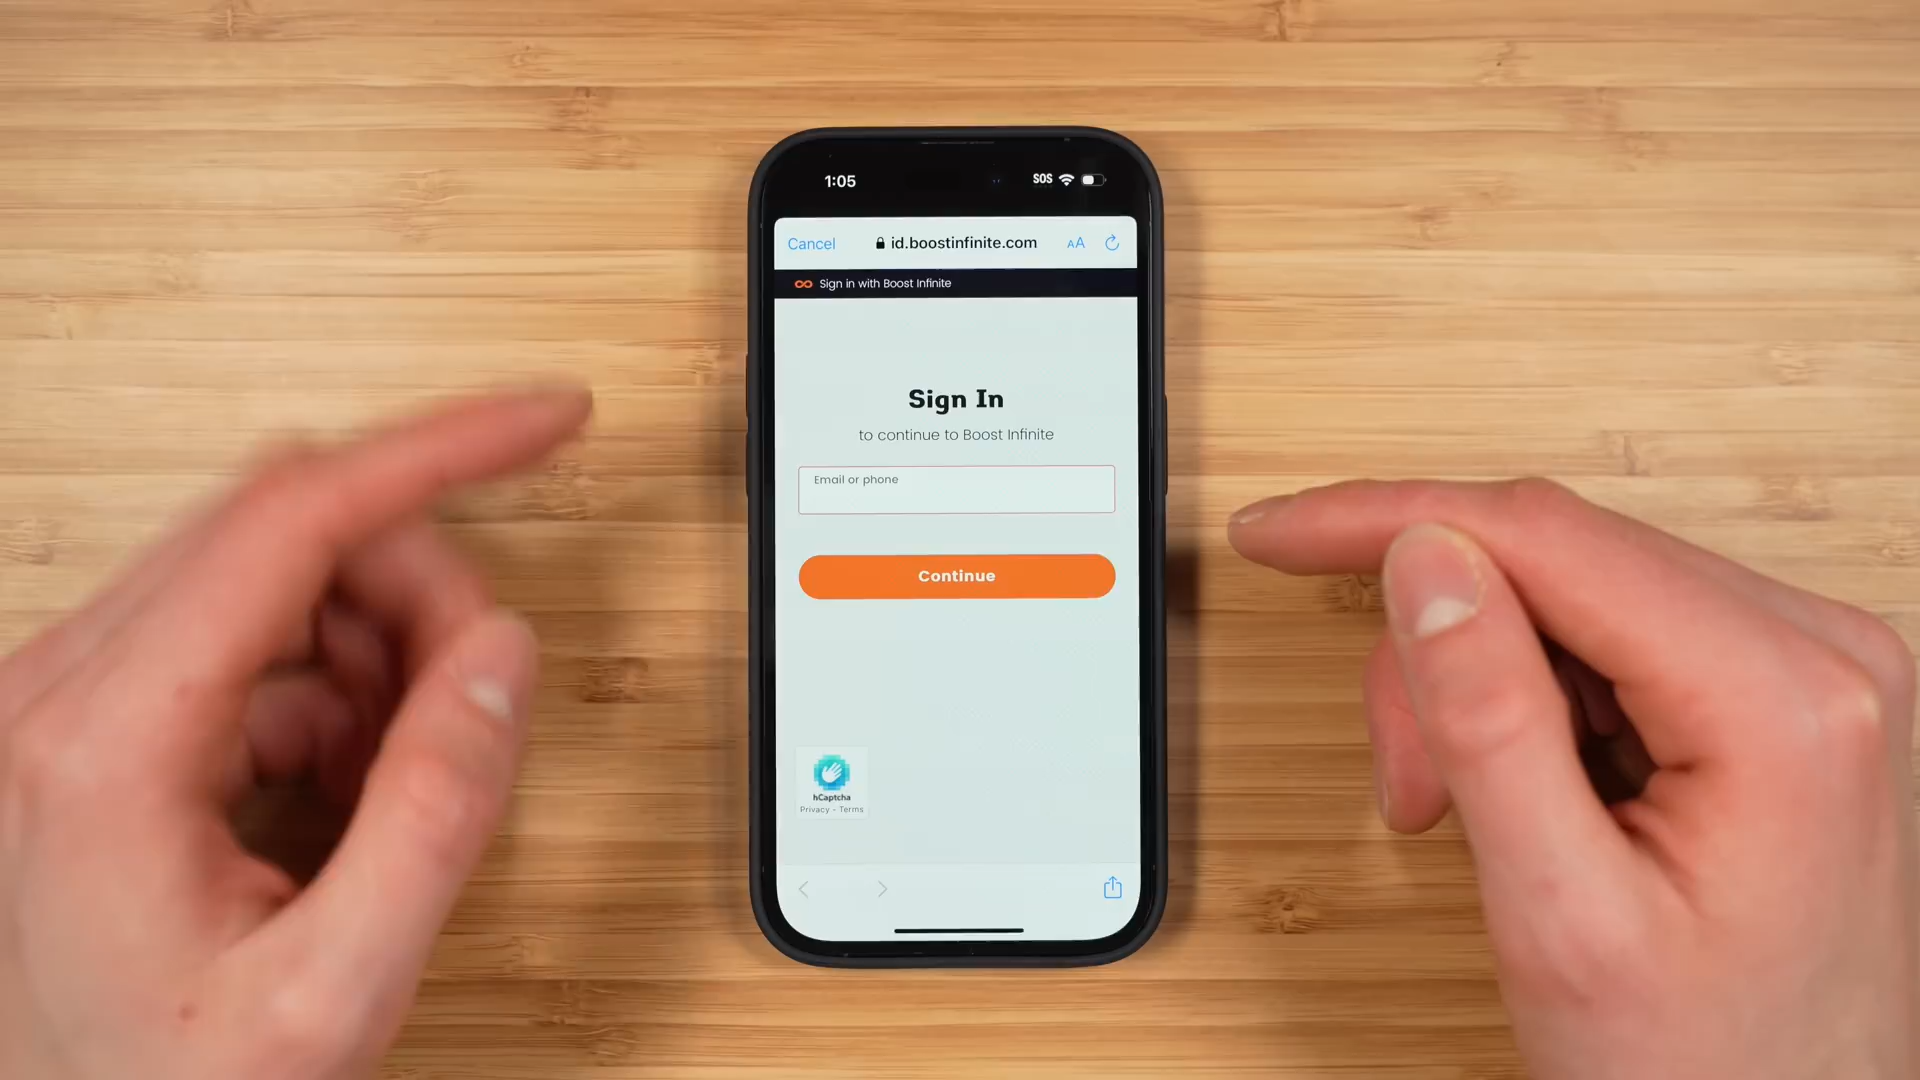 1:05 SOS
Cancel id.boostinfinite.com AA
Sign in with Boost Infinite
Sign In
to continue to Boost Infinite
Email or phone
Continue
hCaptcha
Privacy - Terms